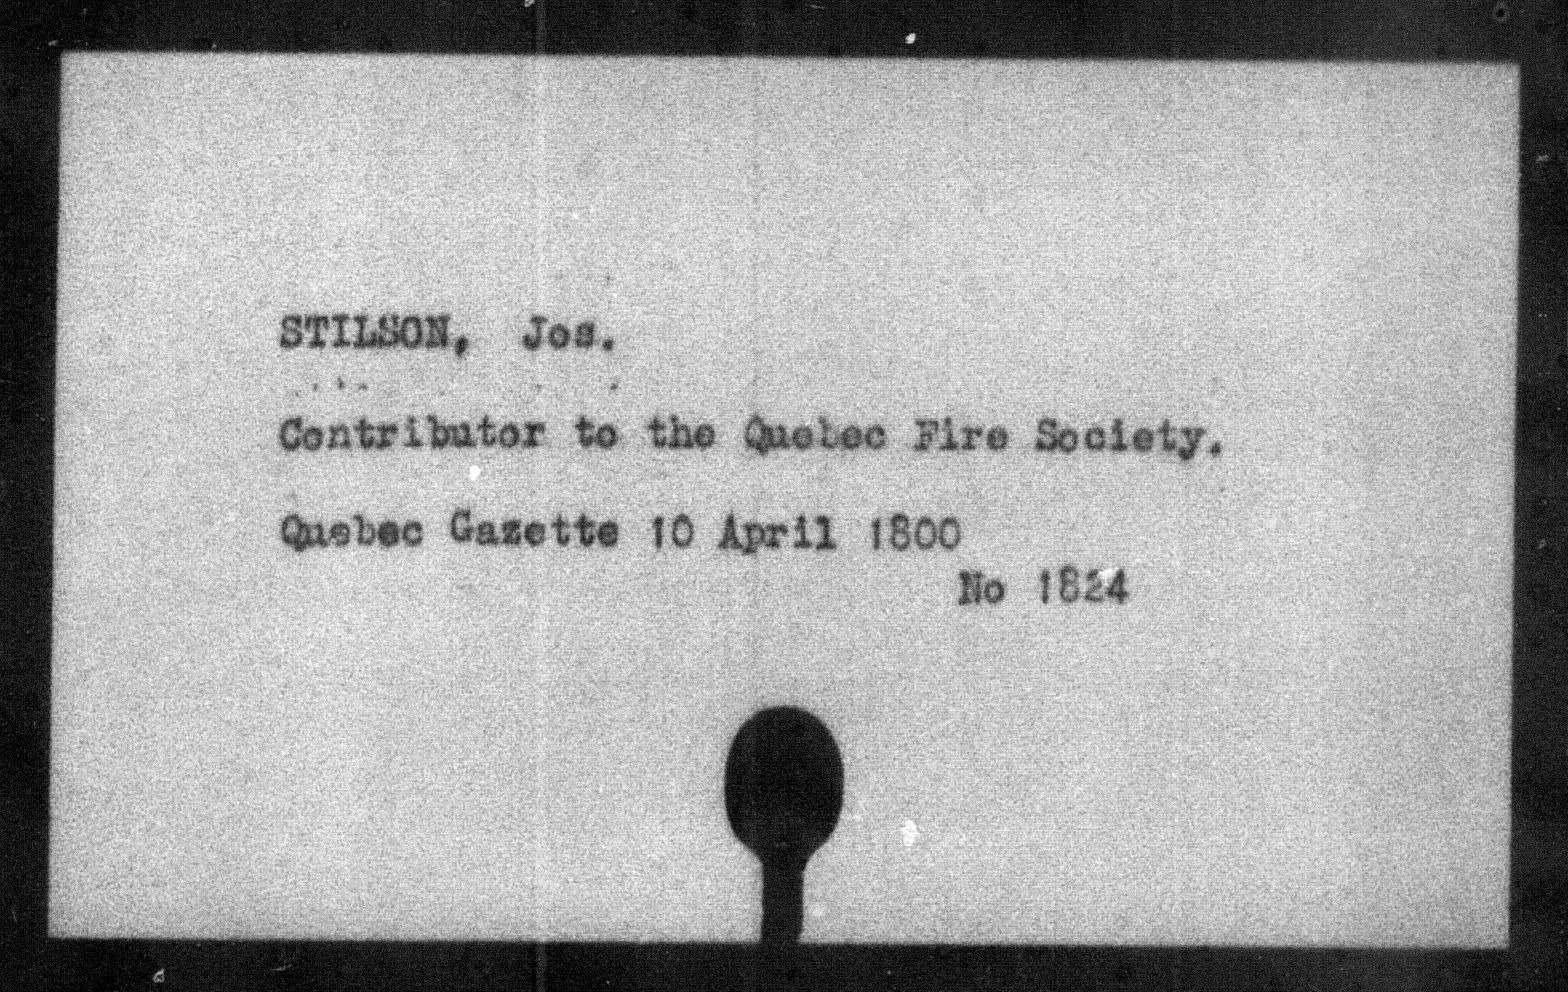 STILSON, Jos.
Contributor to the Quebec Fire Society.
Quebec Gazette 10 April 1800
No 1824